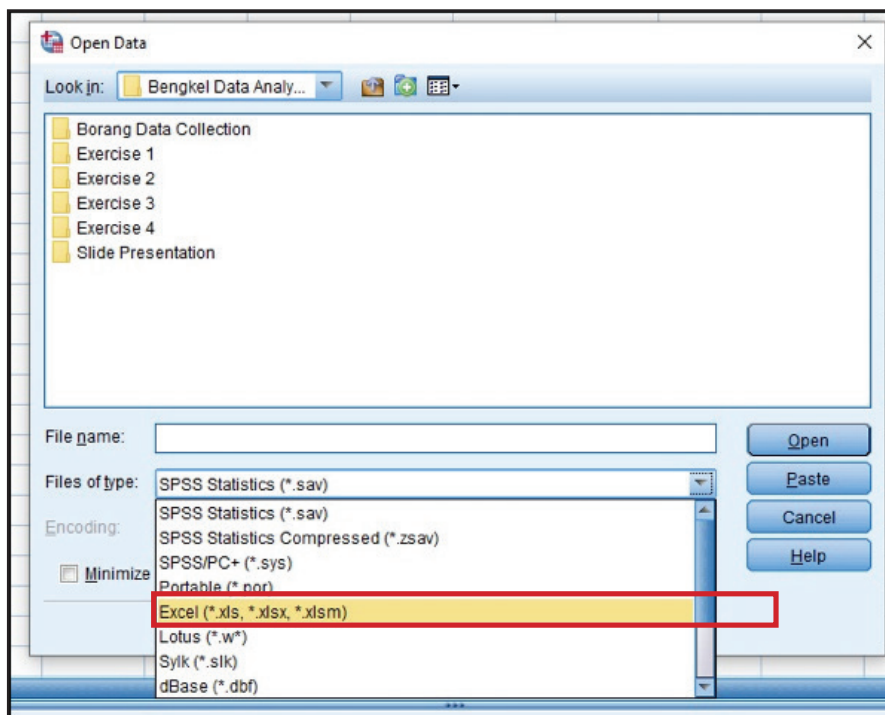 Open Data
Look in: Bengkel Data Analy...
Borang Data Collection
Exercise 1
Exercise 2
Exercise 3
Exercise 4
Slide Presentation
File name:
Open
Files of type: SPSS Statistics (*.sav)
Paste
SPSS Statistics (*.sav)
Encoding:
Cancel
SPSS Statistics Compressed (*.zsav)
SPSS/PC+ (*.sys)
Help
Minimize
Portable (*.por)
Excel (*.xls, *.xlsx, *.xlsm)
Lotus (*.w*)
Sylk (*.slk)
dBase (*.dbf)